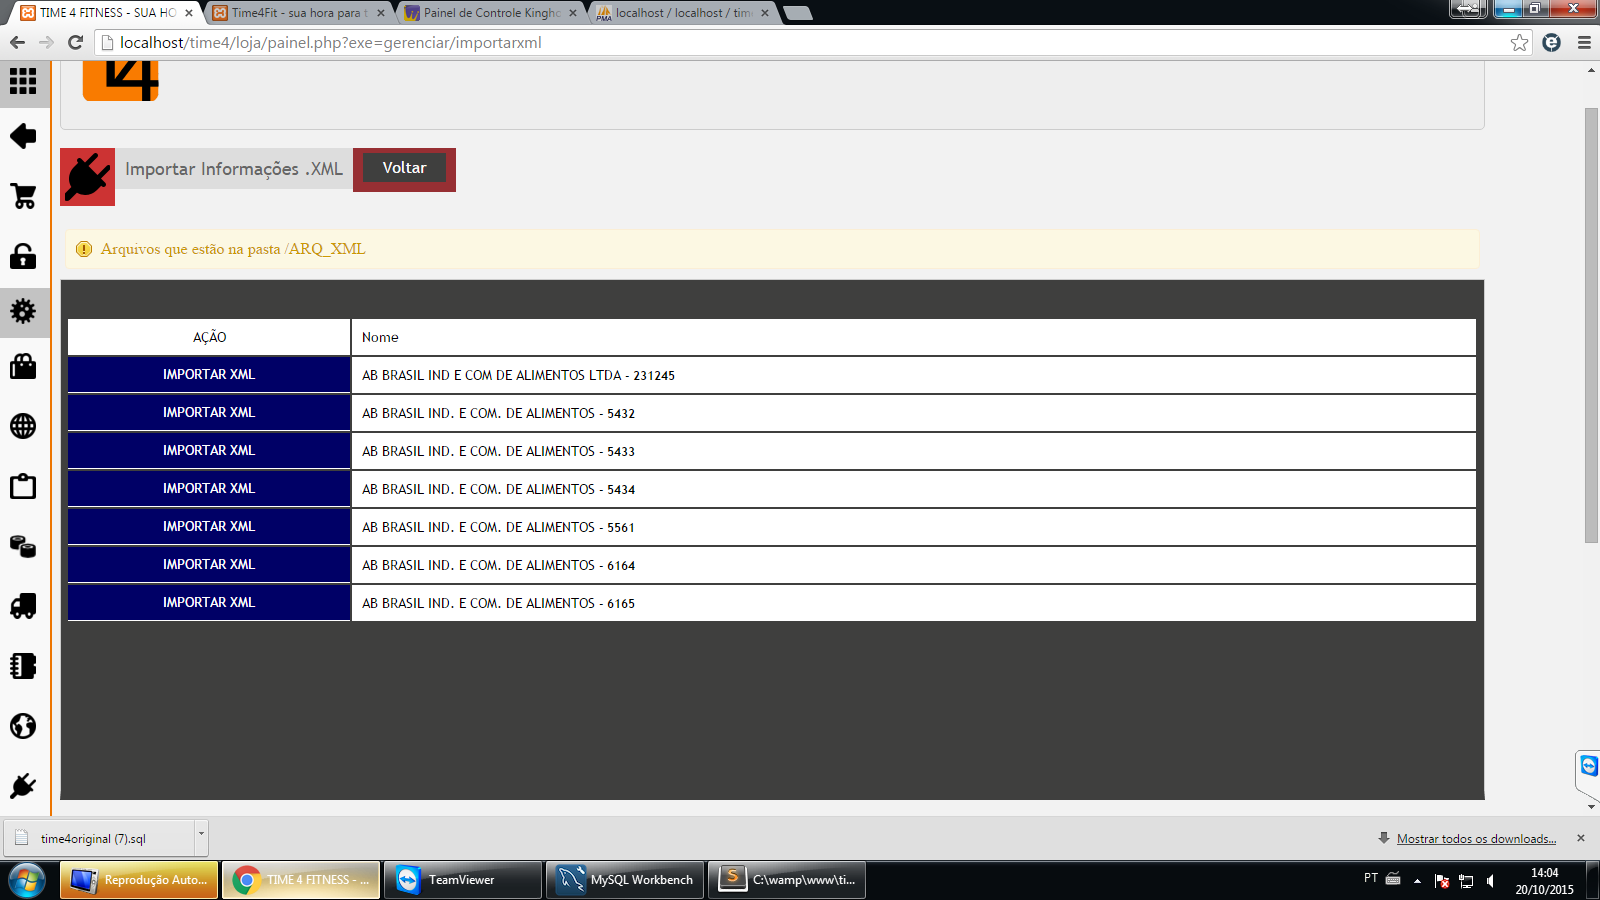 TIME 4 FITNESS - SUA HO
Time4Fit - sua hora para t
Painel de Controle Kingho
localhost / localhost / time
localhost/time4/loja/painel.php?exe=gerenciar/importarxml
Importar Informações .XML
Voltar
Arquivos que estão na pasta /ARQ_XML
AÇÃO Nome
IMPORTAR XML AB BRASIL IND E COM DE ALIMENTOS LTDA - 231245
IMPORTAR XML AB BRASIL IND. E COM. DE ALIMENTOS - 5432
IMPORTAR XML AB BRASIL IND. E COM. DE ALIMENTOS - 5433
IMPORTAR XML AB BRASIL IND. E COM. DE ALIMENTOS - 5434
IMPORTAR XML AB BRASIL IND. E COM. DE ALIMENTOS - 5561
IMPORTAR XML AB BRASIL IND. E COM. DE ALIMENTOS - 6164
IMPORTAR XML AB BRASIL IND. E COM. DE ALIMENTOS - 6165
time4original (7).sql
Mostrar todos os downloads...
Reprodução Auto...
TIME 4 FITNESS - ...
TeamViewer
MySQL Workbench
C:\wamp\www\ti...
PT
14:04
20/10/2015